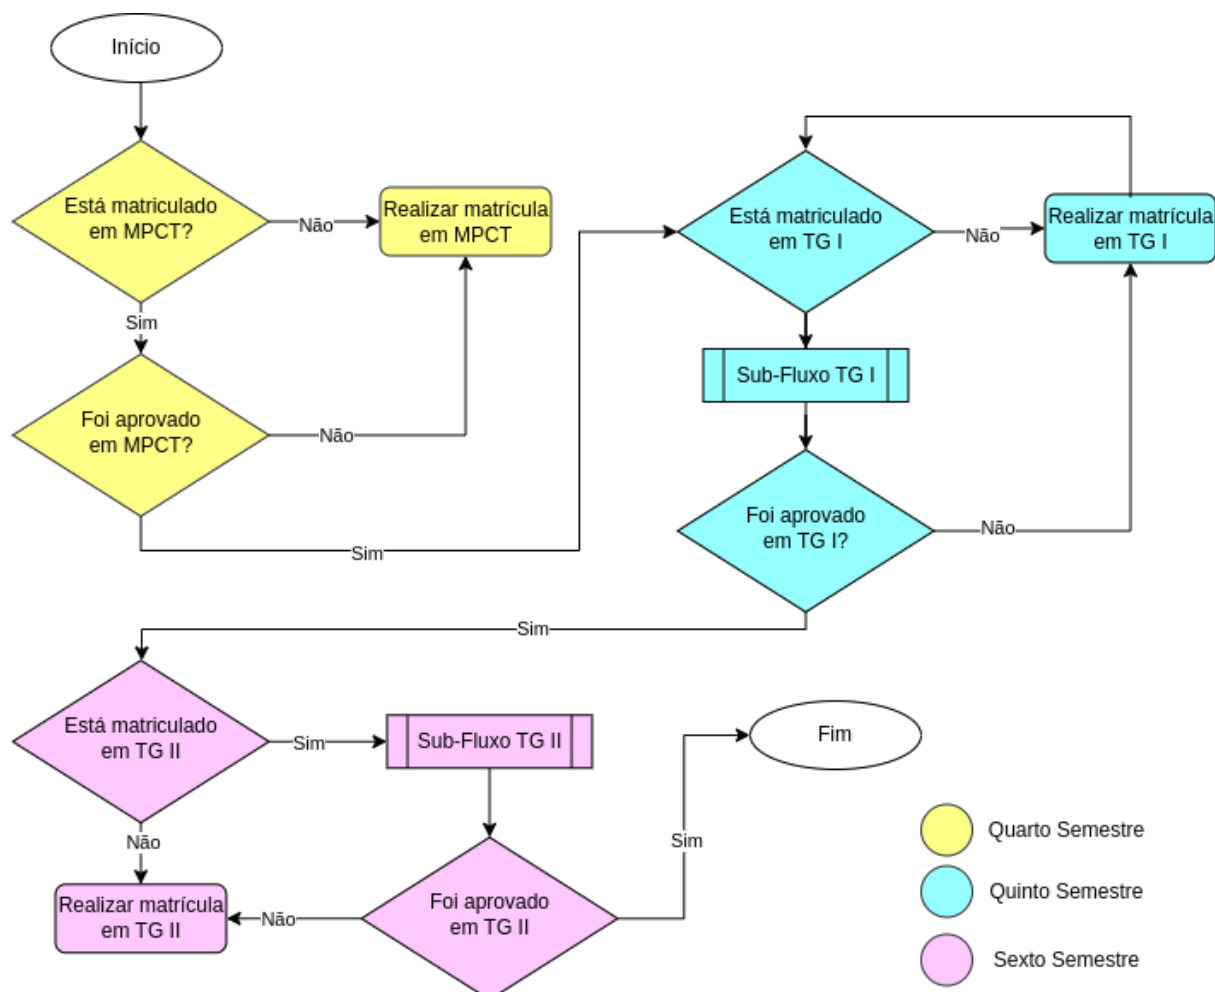 Início
Está matriculado
em MPCT?
Não
Realizar matrícula
em MPCT
Sim
Foi aprovado
em MPCT?
Não
Sim
Está matriculado
em TG I
Não
Realizar matrícula
em TG I
Sub-Fluxo TG I
Foi aprovado
em TG I?
Não
Sim
Está matriculado
em TG II
Sim
Sub-Fluxo TG II
Não
Realizar matrícula
em TG II
Não
Foi aprovado
em TG II
Sim
Fim
Quarto Semestre
Quinto Semestre
Sexto Semestre